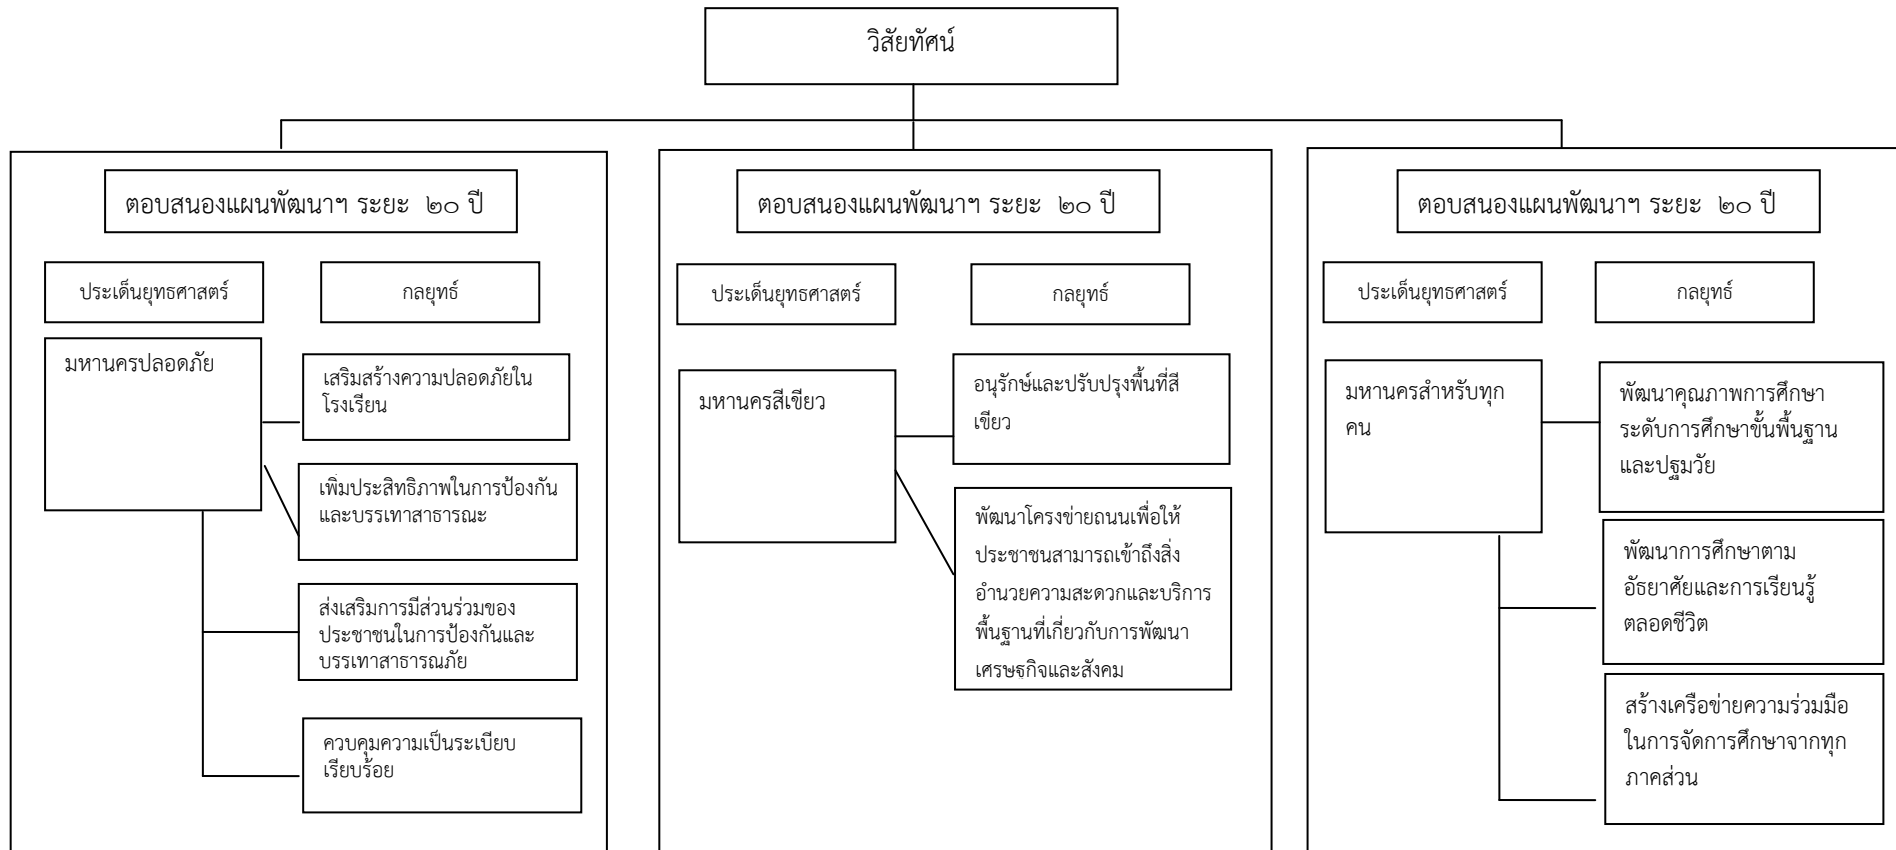 วิสัยทัศน์
ตอบสนองแผนพัฒนาฯ ระยะ ๒๐ ปี
ประเด็นยุทธศาสตร์
กลยุทธ์
มหานครปลอดภัย
เสริมสร้างความปลอดภัยใน
โรงเรียน
เพิ่มประสิทธิภาพในการป้องกัน
และบรรเทาสาธารณะ
ส่งเสริมการมีส่วนร่วมของ
ประชาชนในการป้องกันและ
บรรเทาสาธารณภัย
ควบคุมความเป็นระเบียบ
เรียบร้อย
ตอบสนองแผนพัฒนาฯ ระยะ ๒๐ ปี
ประเด็นยุทธศาสตร์
กลยุทธ์
มหานครสีเขียว
อนุรักษ์และปรับปรุงพื้นที่สี
เขียว
พัฒนาโครงข่ายถนนเพื่อให้
ประชาชนสามารถเข้าถึงสิ่ง
อำนวยความสะดวกและบริการ
พื้นฐานที่เกี่ยวกับการพัฒนา
เศรษฐกิจและสังคม
ตอบสนองแผนพัฒนาฯ ระยะ ๒๐ ปี
ประเด็นยุทธศาสตร์
กลยุทธ์
มหานครสำหรับทุก
คน
พัฒนาคุณภาพการศึกษา
ระดับการศึกษาขั้นพื้นฐาน
และปฐมวัย
พัฒนาการศึกษาตาม
อัธยาศัยและการเรียนรู้
ตลอดชีวิต
สร้างเครือข่ายความร่วมมือ
ในการจัดการศึกษาจากทุก
ภาคส่วน